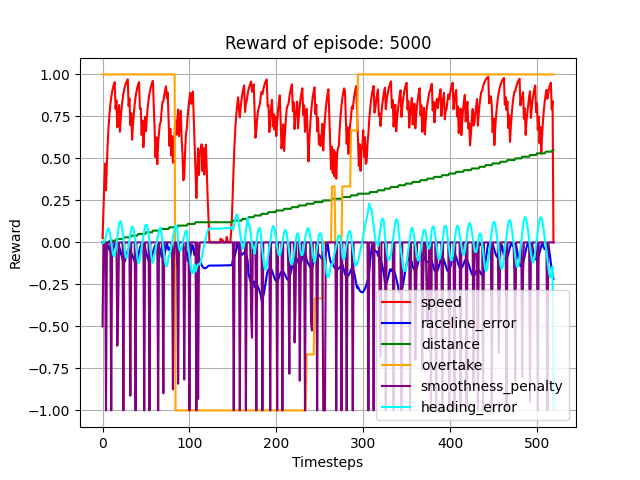 Reward of episode: 5000
1.00
0.75
0.50
0.25
0.00
−0.25
−0.50
−0.75
−1.00
Reward
speed
raceline_error
distance
overtake
smoothness_penalty
heading_error
0 100 200 300 400 500
Timesteps